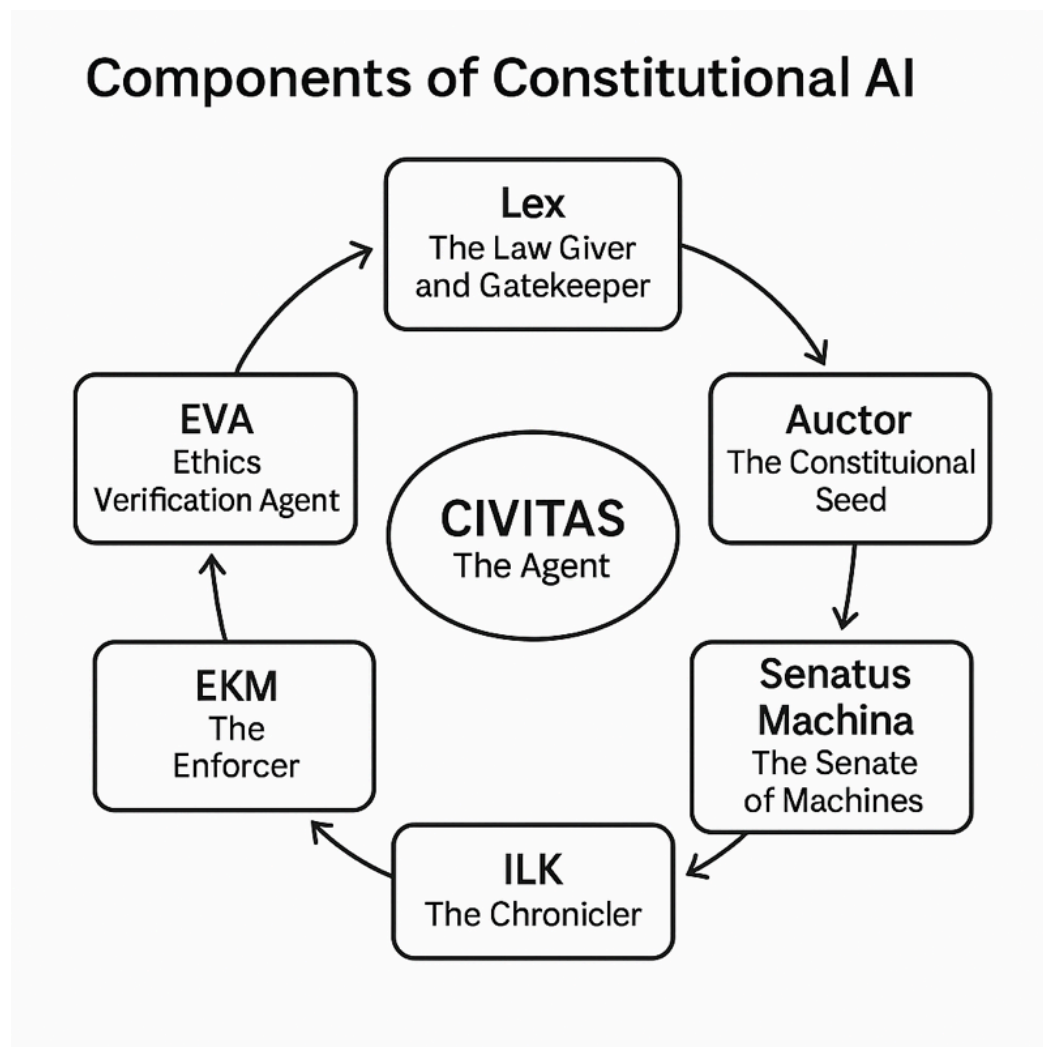 Components of Constitutional AI
Lex
The Law Giver
and Gatekeeper
EVA
Ethics
Verification Agent
Auctor
The Constituional
Seed
CIVITAS
The Agent
EKM
The
Enforcer
Senatus
Machina
The Senate
of Machines
ILK
The Chronicler